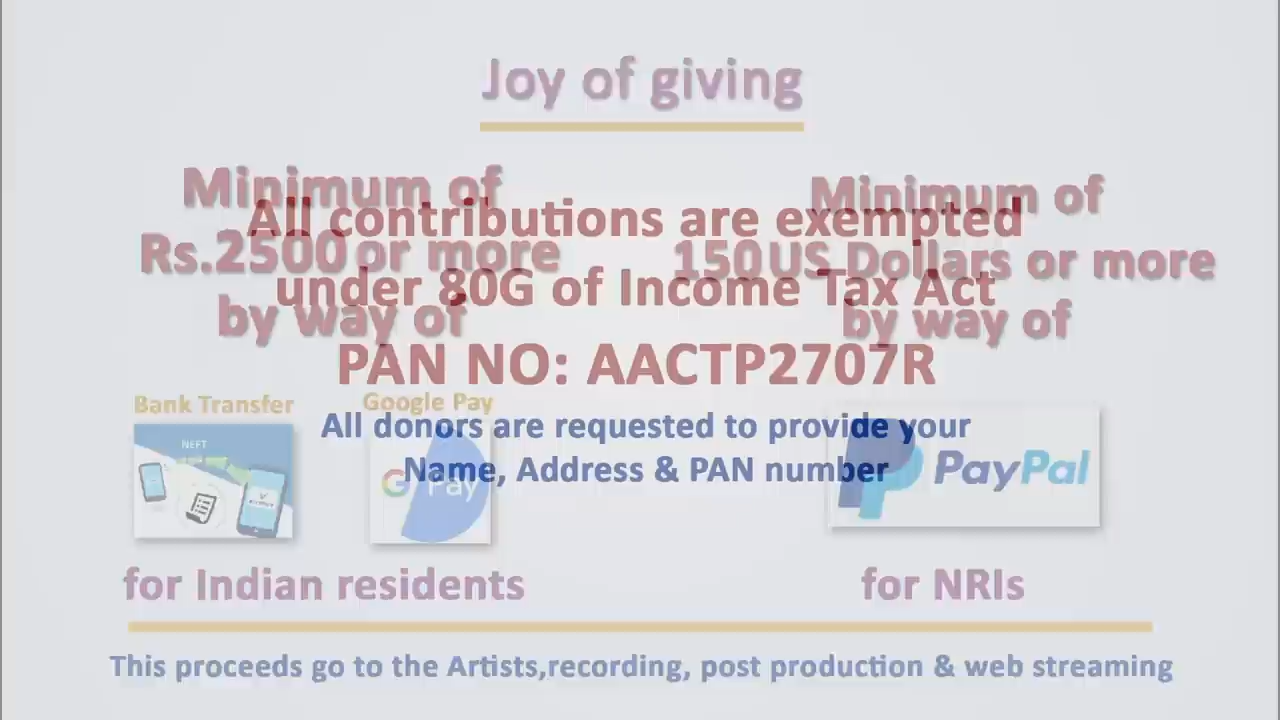 Joy of giving
Minimum of
Rs.2500 or more
by way of
Minimum of
150 US Dollars or more
by way of
All contributions are exempted
under 80G of Income Tax Act
PAN NO: AACTP2707R
All donors are requested to provide your
Name, Address & PAN number
Bank Transfer
NEFT
Google Pay
G Pay
PayPal
for Indian residents
for NRIs
This proceeds go to the Artists,recording, post production & web streaming